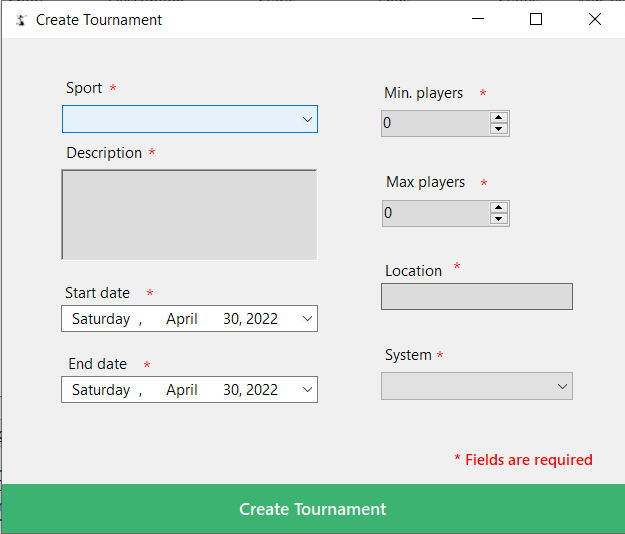 Create Tournament
Sport *
Description *
Start date *
Saturday , April 30, 2022
End date *
Saturday , April 30, 2022
Min. players *
0
Max players *
0
Location *
System *
* Fields are required
Create Tournament